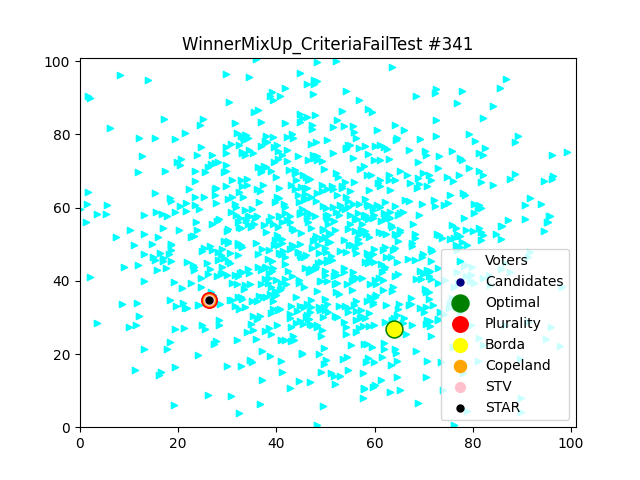 WinnerMixUp_CriteriaFailTest #341
100
80
60
40
20
0
0 20 40 60 80 100
Voters
Candidates
Optimal
Plurality
Borda
Copeland
STV
STAR